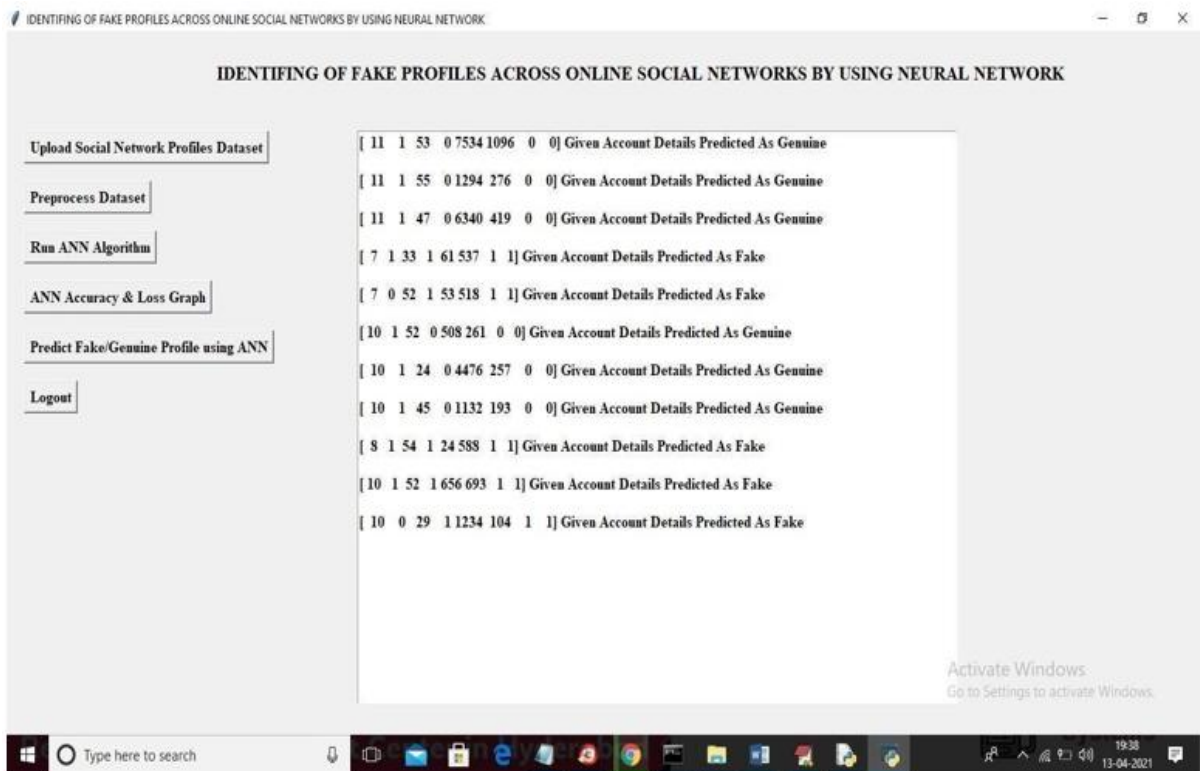 IDENTIFING OF FAKE PROFILES ACROSS ONLINE SOCIAL NETWORKS BY USING NEURAL NETWORK
IDENTIFING OF FAKE PROFILES ACROSS ONLINE SOCIAL NETWORKS BY USING NEURAL NETWORK
Upload Social Network Profiles Dataset
Preprocess Dataset
Run ANN Algorithm
ANN Accuracy & Loss Graph
Predict Fake/Genuine Profile using ANN
Logout
[ 11 1 53 0 7534 1096 0 0] Given Account Details Predicted As Genuine
[ 11 1 55 0 1294 276 0 0] Given Account Details Predicted As Genuine
[ 11 1 47 0 6340 419 0 0] Given Account Details Predicted As Genuine
[ 7 1 33 1 61 537 1 1] Given Account Details Predicted As Fake
[ 7 0 52 1 53 518 1 1] Given Account Details Predicted As Fake
[ 10 1 52 0 508 261 0 0] Given Account Details Predicted As Genuine
[ 10 1 24 0 4476 257 0 0] Given Account Details Predicted As Genuine
[ 10 1 45 0 1132 193 0 0] Given Account Details Predicted As Genuine
[ 8 1 54 1 24 588 1 1] Given Account Details Predicted As Fake
[ 10 1 52 1 656 693 1 1] Given Account Details Predicted As Fake
[ 10 0 29 1 1234 104 1 1] Given Account Details Predicted As Fake
Activate Windows
Go to Settings to activate Windows.
Type here to search
19:38
13-04-2021